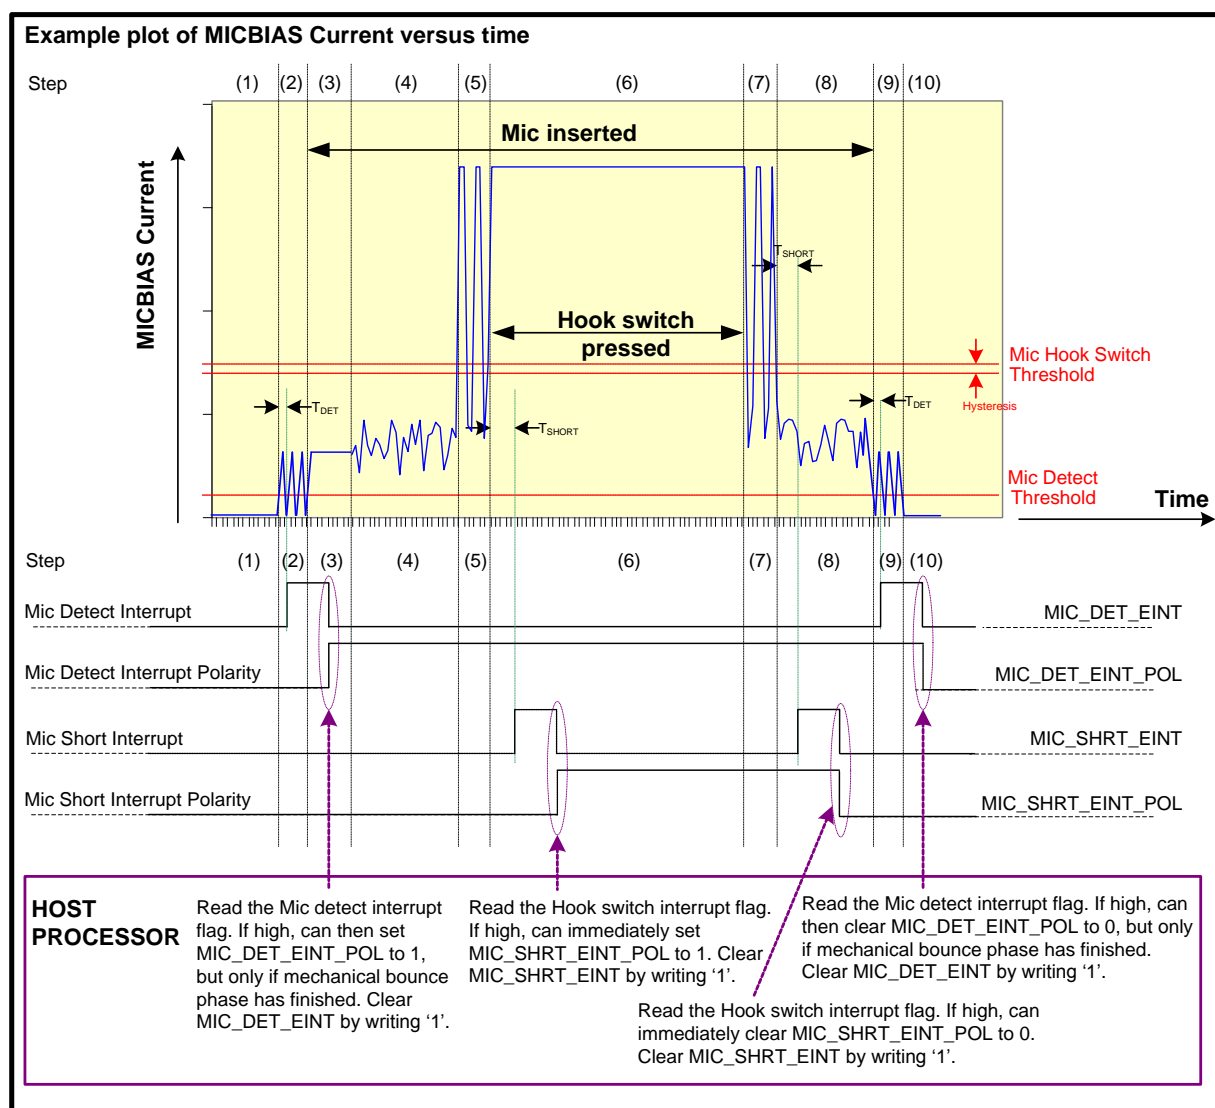 Example plot of MICBIAS Current versus time
Step (1) (2) (3) (4) (5) (6) (7) (8) (9) (10)
Mic inserted
MICBIAS Current
TSHORT
Hook switch
pressed
Mic Hook Switch
Threshold
Hysteresis
TDET
TSHORT
TDET
Mic Detect
Threshold
Time
Step (1) (2) (3) (4) (5) (6) (7) (8) (9) (10)
Mic Detect Interrupt MIC_DET_EINT
Mic Detect Interrupt Polarity MIC_DET_EINT_POL
Mic Short Interrupt MIC_SHRT_EINT
Mic Short Interrupt Polarity MIC_SHRT_EINT_POL
HOST
PROCESSOR
Read the Mic detect interrupt
flag. If high, can then set
MIC_DET_EINT_POL to 1,
but only if mechanical bounce
phase has finished. Clear
MIC_DET_EINT by writing ‘1’.
Read the Hook switch interrupt flag.
If high, can immediately set
MIC_SHRT_EINT_POL to 1. Clear
MIC_SHRT_EINT by writing ‘1’.
Read the Mic detect interrupt flag. If high, can
then clear MIC_DET_EINT_POL to 0, but only
if mechanical bounce phase has finished.
Clear MIC_DET_EINT by writing ‘1’.
Read the Hook switch interrupt flag. If high, can
immediately clear MIC_SHRT_EINT_POL to 0.
Clear MIC_SHRT_EINT by writing ‘1’.